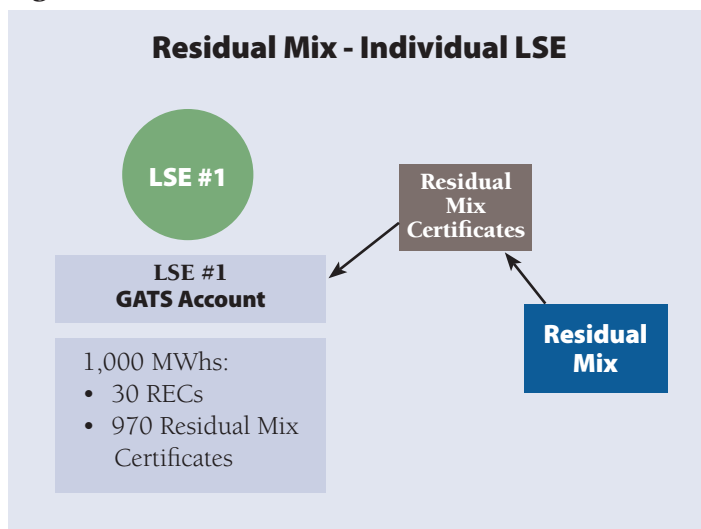 Residual Mix - Individual LSE
LSE #1
Residual
Mix
Certificates
LSE #1
GATS Account
Residual
Mix
1,000 MWhs:
• 30 RECs
• 970 Residual Mix
Certificates